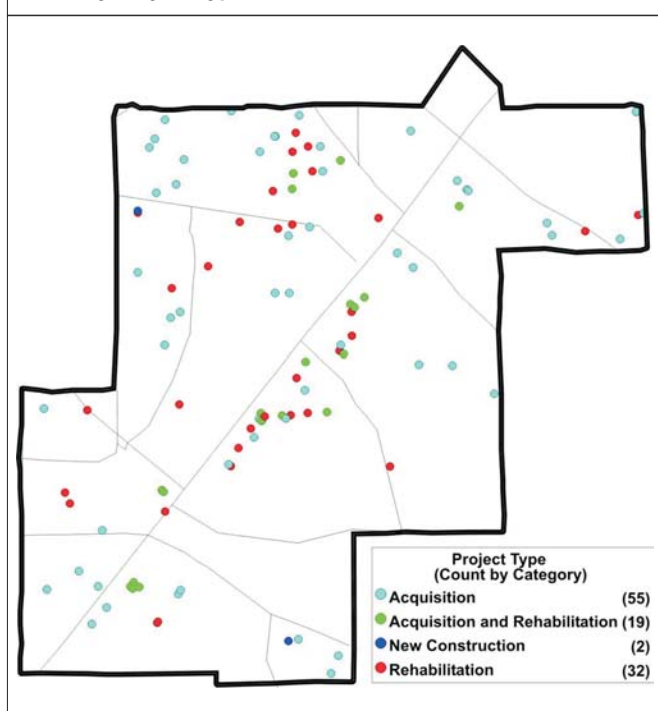 Project Type
(Count by Category)
Acquisition (55)
Acquisition and Rehabilitation (19)
New Construction (2)
Rehabilitation (32)